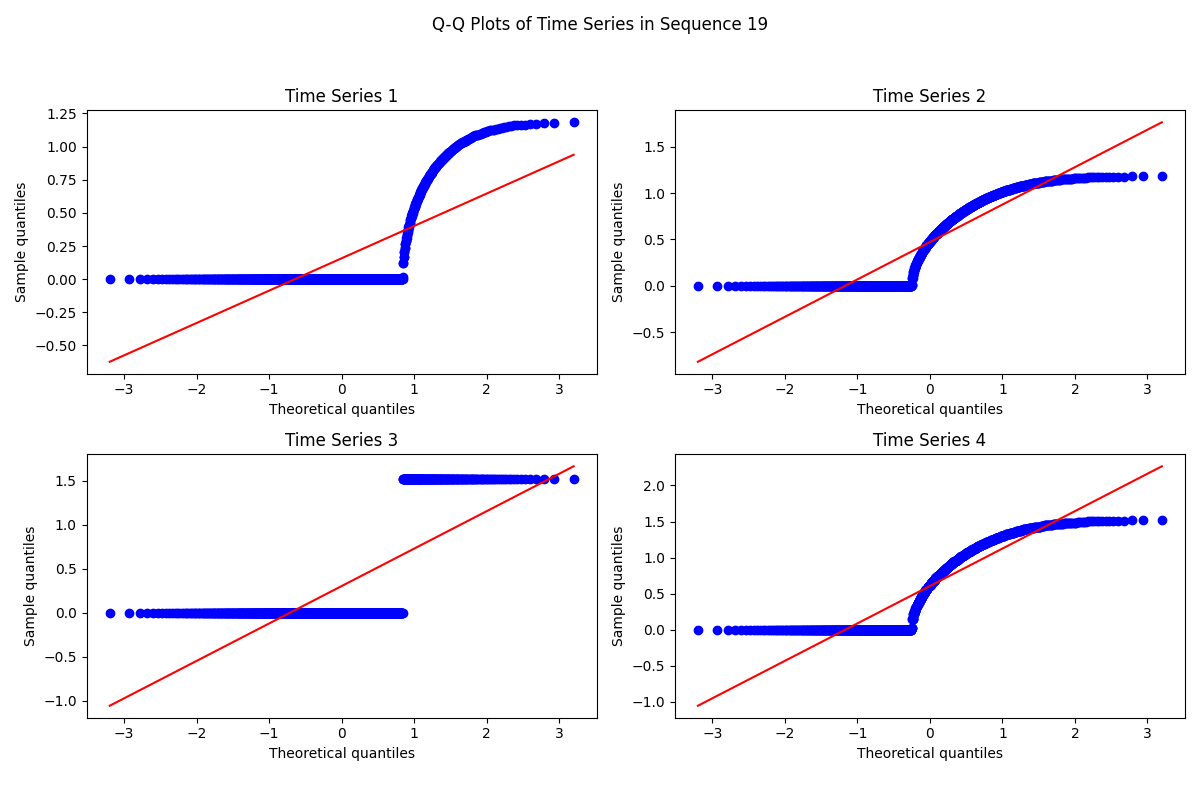 Q-Q Plots of Time Series in Sequence 19
Time Series 1
Sample quantiles
1.25
1.00
0.75
0.50
0.25
0.00
−0.25
−0.50
−3 −2 −1 0 1 2 3
Theoretical quantiles
Time Series 2
Sample quantiles
1.5
1.0
0.5
0.0
−0.5
−3 −2 −1 0 1 2 3
Theoretical quantiles
Time Series 3
Sample quantiles
1.5
1.0
0.5
0.0
−0.5
−1.0
−3 −2 −1 0 1 2 3
Theoretical quantiles
Time Series 4
Sample quantiles
2.0
1.5
1.0
0.5
0.0
−0.5
−1.0
−3 −2 −1 0 1 2 3
Theoretical quantiles